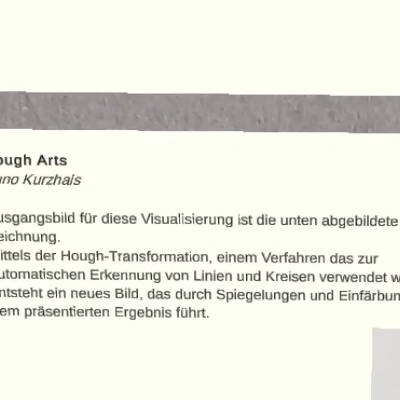 ough Arts
uno Kurzhals
usgangsbild für diese Visualisierung ist die unten abgebildete
eichnung.
ittels der Hough-Transformation, einem Verfahren das zur
utomatischen Erkennung von Linien und Kreisen verwendet w
ntsteht ein neues Bild, das durch Spiegelungen und Einfärbun
em präsentierten Ergebnis führt.